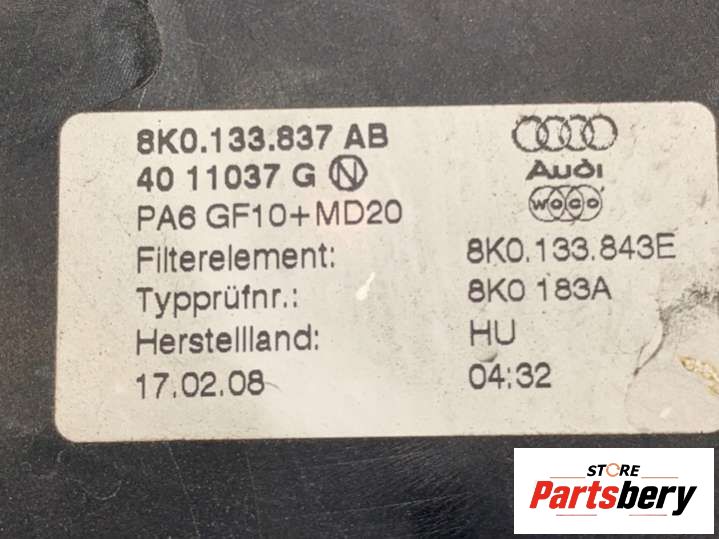 8K0.133.837 AB
40 11037 G N
PA6 GF10+MD20
Audi
woco
Filterelement: 8K0.133.843E
Typprüfnr.: 8K0 183A
Herstellland: HU
17.02.08 04:32
STORE
Partsbery